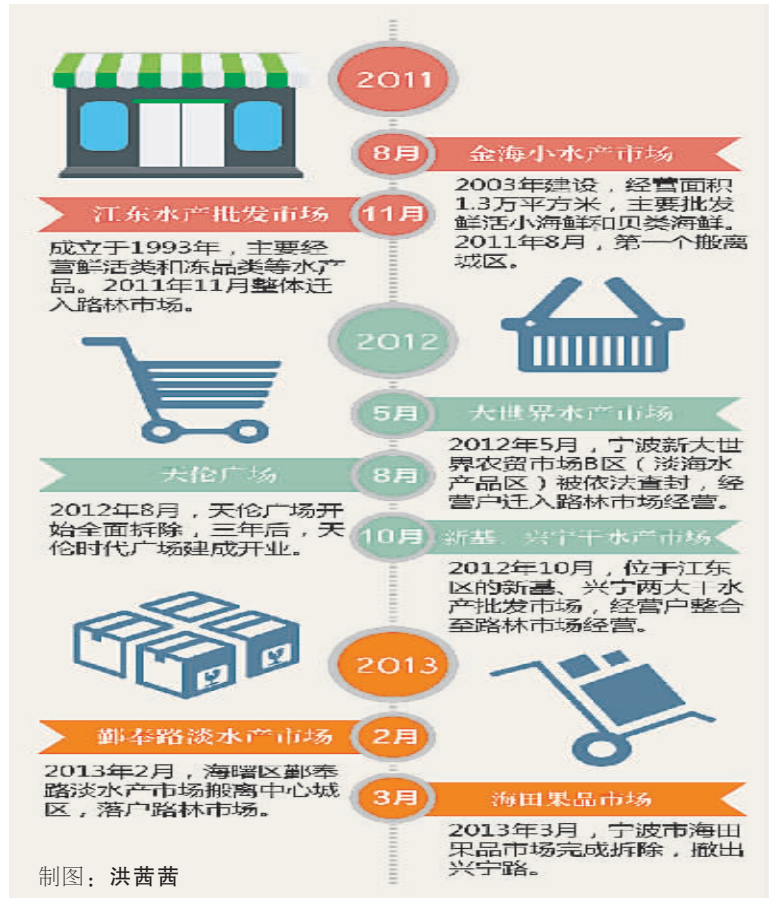 2011
8月
金海小水产市场
2003年建设，经营面积
1.3万平方米，主要批发
鲜活小海鲜和贝类海鲜。
2011年8月，第一个搬离
城区。
江东水产批发市场
11月
成立于1993年，主要经
营鲜活类和冻品类等水产
品。2011年11月整体迁
入路林市场。
2012
5月
大世界水产市场
2012年5月，宁波新大世
界农贸市场B区（淡海水
产品区）被依法查封，经
营户迁入路林市场经营。
天伦广场
8月
2012年8月，天伦广场开
始全面拆除，三年后，天
伦时代广场建成开业。
10月
新基、兴宁干水产市场
2012年10月，位于江东
区的新基、兴宁两大干水
产批发市场，经营户整合
至路林市场经营。
2013
鄞奉路淡水产市场
2月
2013年2月，海曙区鄞奉
路淡水产市场搬离中心城
区，落户路林市场。
3月
海田果品市场
2013年3月，宁波市海田
果品市场完成拆除，撤出
兴宁路。
制图：洪茜茜